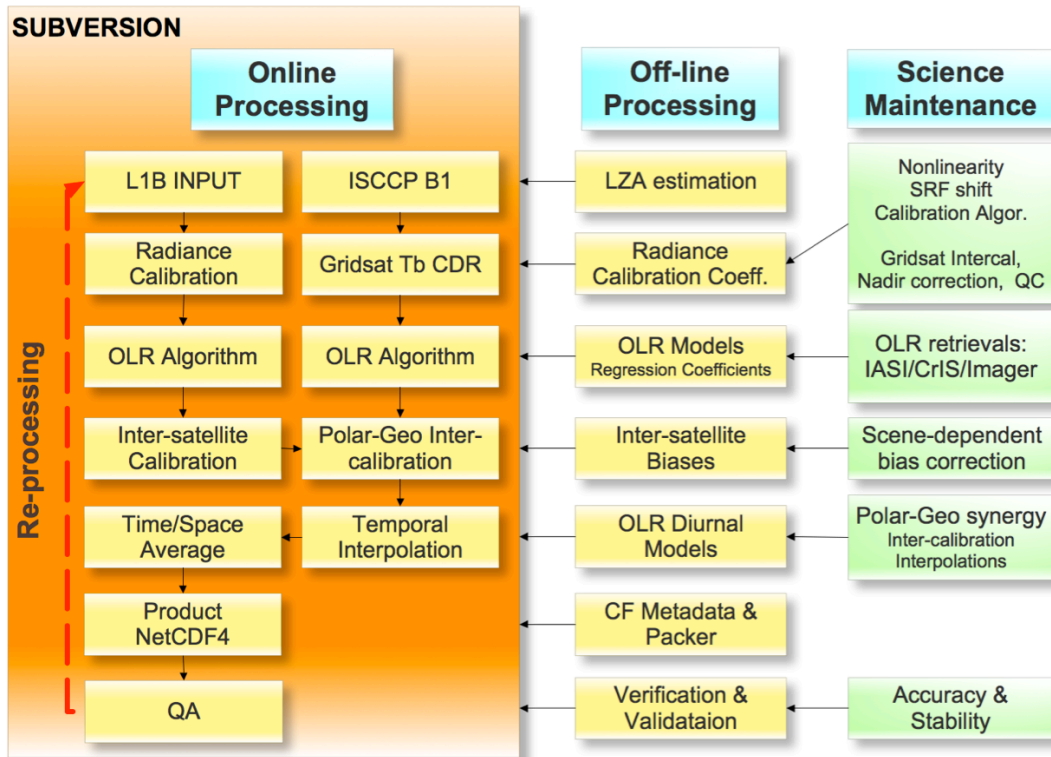 SUBVERSION
Online
Processing
Off-line
Processing
Science
Maintenance
L1B INPUT
ISCCP B1
LZA estimation
Nonlinearity
SRF shift
Calibration Algor.
Gridsat Intercal,
Nadir correction, QC
Radiance
Calibration
Gridsat Tb CDR
Radiance
Calibration Coeff.
OLR Algorithm
OLR Algorithm
OLR Models
Regression Coefficients
OLR retrievals:
IASI/CrIS/Imager
Inter-satellite
Calibration
Polar-Geo Inter-
calibration
Inter-satellite
Biases
Scene-dependent
bias correction
Time/Space
Average
Temporal
Interpolation
OLR Diurnal
Models
Polar-Geo synergy
Inter-calibration
Interpolations
Product
NetCDF4
CF Metadata &
Packer
QA
Verification &
Validataion
Accuracy &
Stability
Re-processing